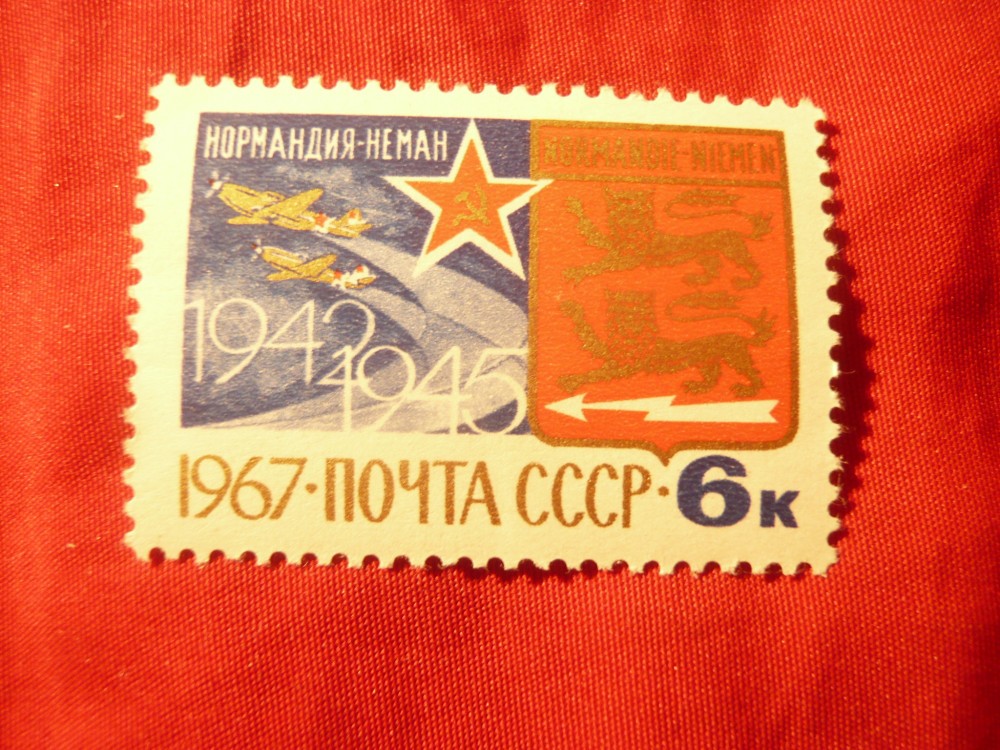 НОРМАНДИЯ-НЕМАН
NORMANDIE-NIEMEN
1942
1945
1967·ПОЧТА СССР·6к